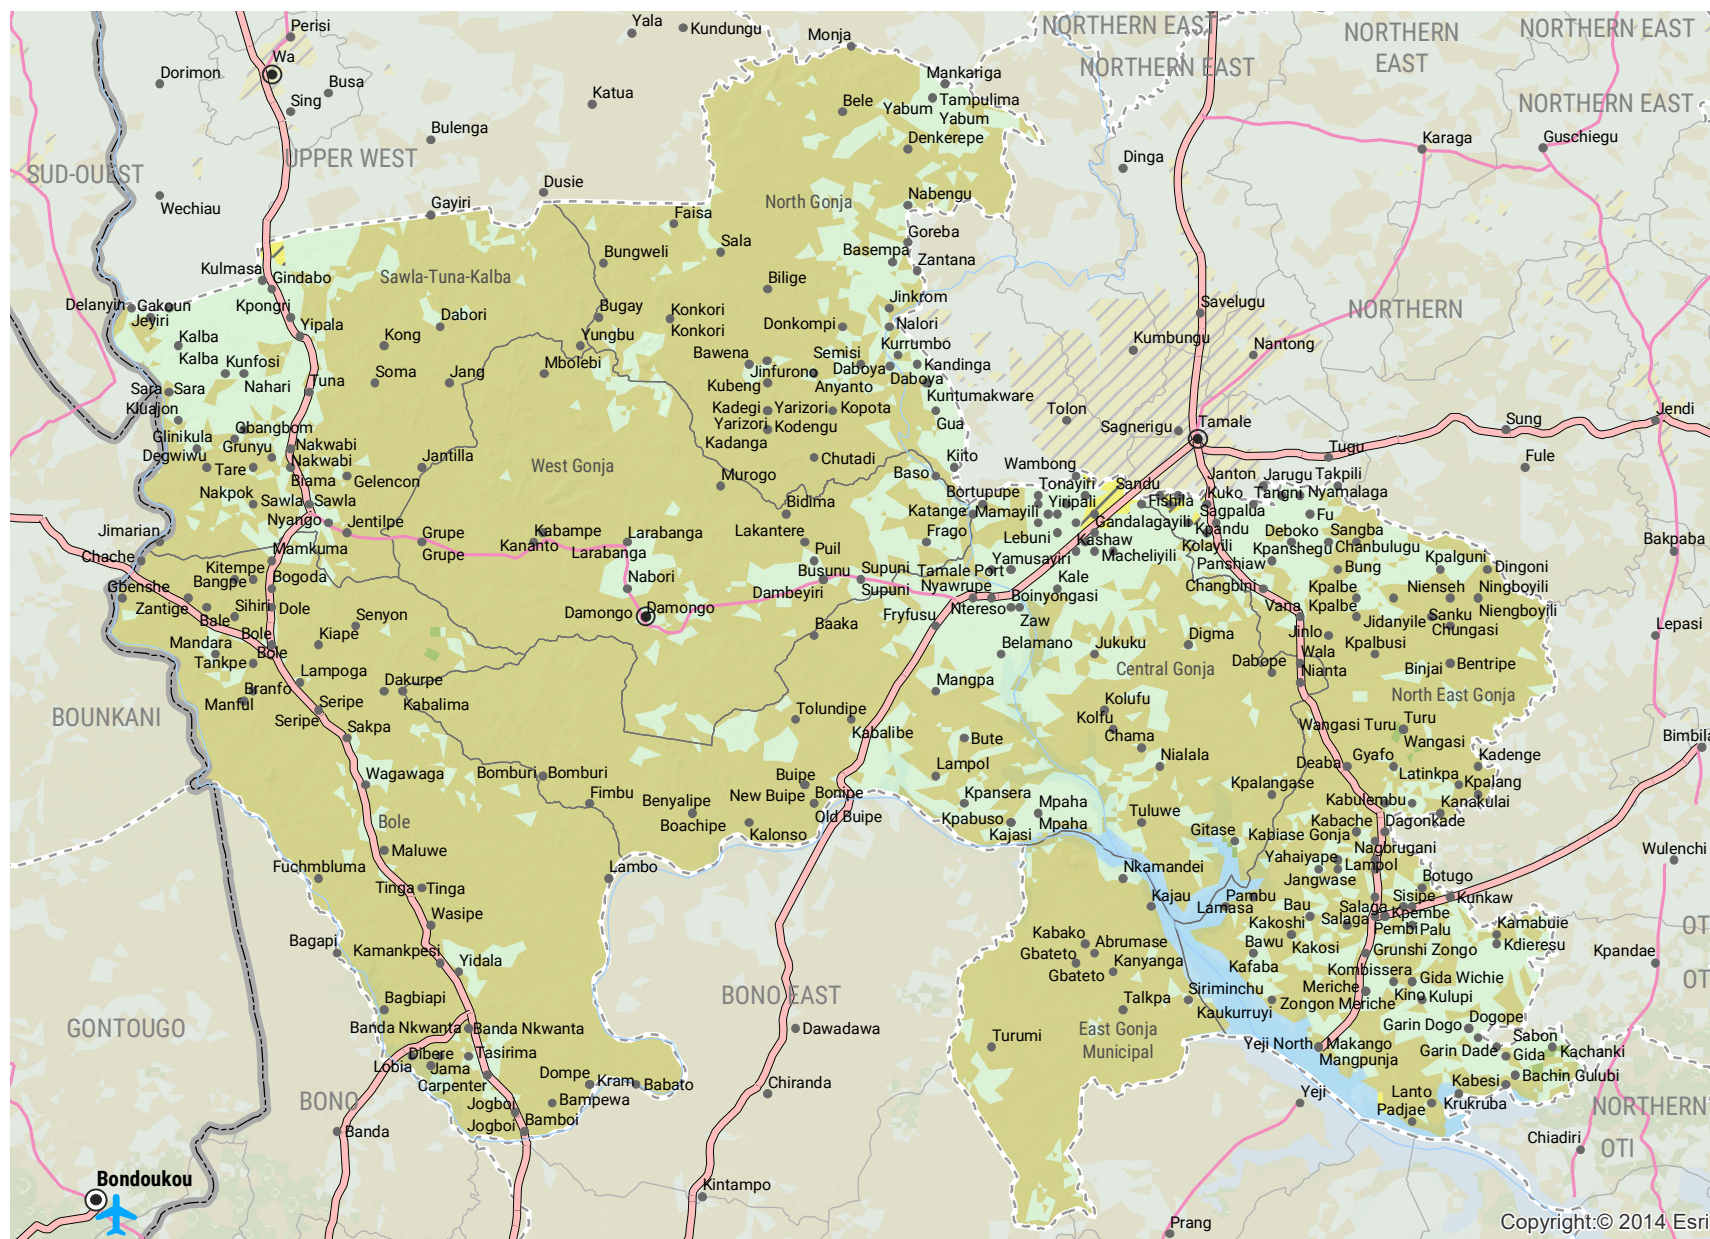 Perisi
Yala
Kundungu
NORTHERN EAST
NORTHERN EAST
Monja
NORTHERN
EAST
Wa
Dorimon
Busa
Mankariga
NORTHERN EAST
Sing
Katua
Bele
Yabum
Tampulima
Yabum
NORTHERN EAST
Bulenga
Denkerepe
Karaga
Guschiegu
UPPER WEST
Dinga
SUD-OUEST
Dusie
Wechiau
Gayiri
Nabengu
North Gonja
Faisa
Goreba
Sala
Basempa
Zantana
Bungweli
Kulmasa
Gindabo
Sawla-Tuna-Kalba
Bilige
Delanyin
Gakoun
Jeyiri
Kpongri
Bugay
Konkori
Konkori
Jinkrom
Savelugu
NORTHERN
Dabori
Yipala
Donkompi
Nalori
Kalba
Kalba
Kong
Yungbu
Kumbungu
Nantong
Kunfosi
Mbolebi
Bawena
Semisi
Kurrumbo
Nahari
Tuna
Soma
Jang
Jinfurono
Daboya
Daboya
Kandinga
Sara
Sara
Kubeng
Anyanto
Kuntumakware
Kluajon
Kadegi
Yarizori
Kopota
Gua
Tolon
Sung
Jendi
Yarizori
Kodengu
Sagnerigu
Tamale
Gbangbom
Glinikula
Grunyu
Nakwabi
Kadanga
Tugu
Degwiwu
Nakwabi
Jantilla
West Gonja
Chutadi
Kiito
Fule
Tare
Biama
Gelencon
Murogo
Baso
Wambong
Tonayiri
Sandu
Janton
Jarugu
Takpili
Nakpok
Sawla
Sawla
Bidima
Bortupupe
Yiripali
Fishila
Kuko
Tangni
Nyamalaga
Nyango
Jentilpe
Grupe
Grupe
Kabampe
Kananto
Larabanga
Larabanga
Lakantere
Katange
Mamayili
Gandalagayili
Sagpalua
Fu
Jimarian
Frago
Lebuni
Kashaw
Kpandu
Deboko
Sangba
Bakpaba
Chache
Mamkuma
Puil
Yamusayiri
Macheliyili
Kolayili
Kpanshegu
Chanbulugu
Kpalguni
Kitempe
Bogoda
Nabori
Busunu
Supuni
Supuni
Tamale Port
Kale
Panshiaw
Bung
Dingoni
Gbenshe
Bangpe
Dambeyiri
Nyawrupe
Boinyongasi
Changbini
Kpalbe
Kpalbe
Nienseh
Ningboyili
Zantige
Sihiri
Dole
Senyon
Damongo
Damongo
Ntereso
Vana
Niengboyili
Bale
Fryfusu
Zaw
Jidanyile
Sanku
Mandara
Bole
Bole
Kiape
Baaka
Belamano
Jukuku
Digma
Jinlo
Chungasi
Lepasi
Tankpe
Central Gonja
Dabope
Wala
Kpalbusi
Lampoga
Nianta
Binjai
Bentripe
Branfo
Manful
Dakurpe
Kabalima
Mangpa
North East Gonja
Seripe
Seripe
Tolundipe
Kolufu
Kolfu
Wangasi Turu
Turu
BOUNKANI
Sakpa
Kabalibe
Bute
Chama
Wangasi
Bimbila
Nialala
Gyafo
Kadenge
Wagawaga
Bomburi
Bomburi
Buipe
Lampol
Deaba
Latinkpa
Kpalang
Fimbu
Benyalipe
New Buipe
Bonipe
Kpansera
Mpaha
Mpaha
Kpalangase
Kabulembu
Kanakulai
Bole
Boachipe
Kalonso
Old Buipe
Kpabuso
Kajasi
Tuluwe
Gitase
Kabache
Dagonkade
Kabiase Gonja
Maluwe
Nagbrugani
Wulenchi
Fuchmbluma
Lambo
Nkamandei
Yahaiyape
Lampol
Tinga
Tinga
Jangwase
Botugo
Kajau
Lamasa
Pambu
Sisipe
Kunkaw
Wasipe
Bau
Salaga
Salaga
Kpembe
Kakoshi
Pembi
Palu
Kamabuie
OT
Bagapi
Kamankpesi
Kabako
Abrumase
Bawu
Kakosi
Grunshi Zongo
Kdieresu
Kpandae
Gbateto
Gbateto
Kanyanga
Kafaba
Yidala
Kombissera
Gida Wichie
OT
Bagbiapi
BONO EAST
Talkpa
Siriminchu
Meriche
Kino
Kulupi
Kaukurruyi
Zongon Meriche
GONTOUGO
Banda Nkwanta
Banda Nkwanta
Dawadawa
East Gonja
Municipal
Garin Dogo
Dogope
Turumi
Yeji North
Makango
Sabon
Dibere
Tasirima
Mangpunja
Garin Dade
Gida
Kachanki
Lobia
Jama
Carpenter
Dompe
Kram
Babato
Chiranda
Kabesi
Bachin Gulubi
BONO
Jogboi
Jogboi
Bampewa
Yeji
Lanto
Padjae
Krukruba
NORTHERN
Bamboi
Banda
Chiadiri
OTI
Bondoukou
Kintampo
Prang
Copyright:© 2014 Esri